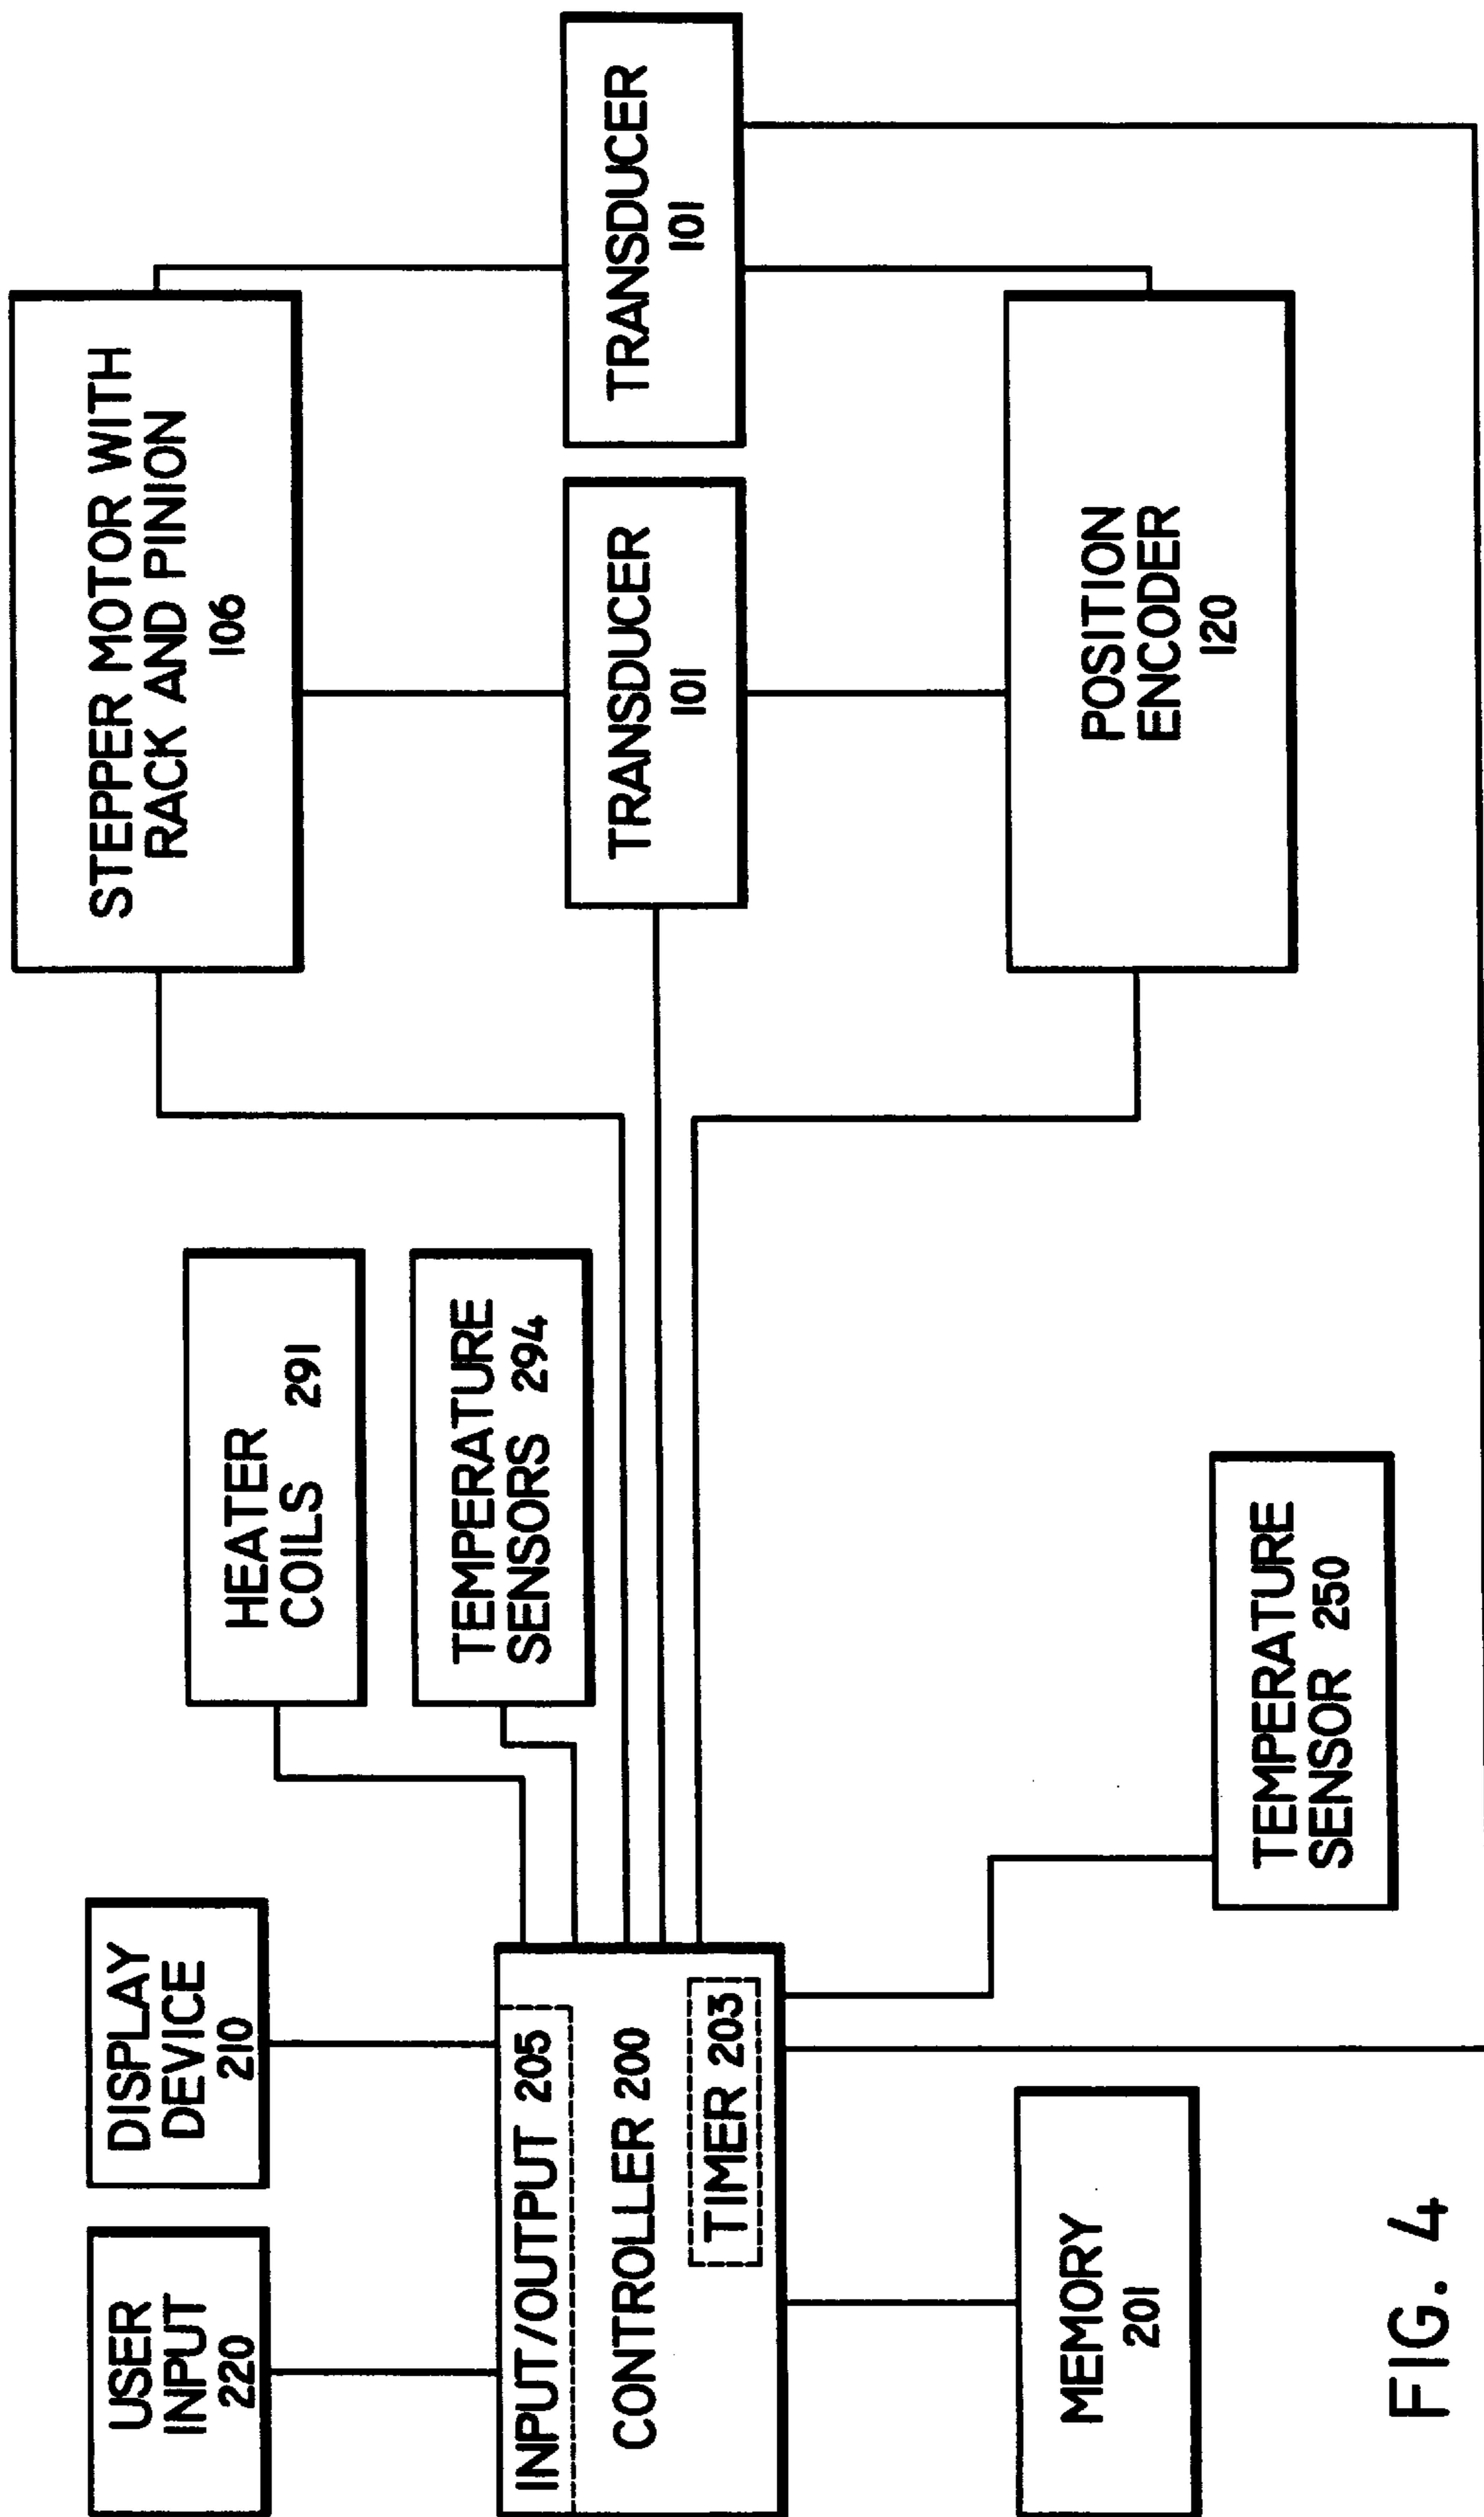 USER
INPUT
220
DISPLAY
DEVICE
210
INPUT/OUTPUT 205
CONTROLLER 200
TIMER 203
MEMORY
201
HEATER
COILS 291
TEMPERATURE
SENSORS 294
TEMPERATURE
SENSOR 250
STEPPER MOTOR WITH
RACK AND PINION
106
TRANSDUCER
101
TRANSDUCER
101
POSITION
ENCODER
120
FIG. 4